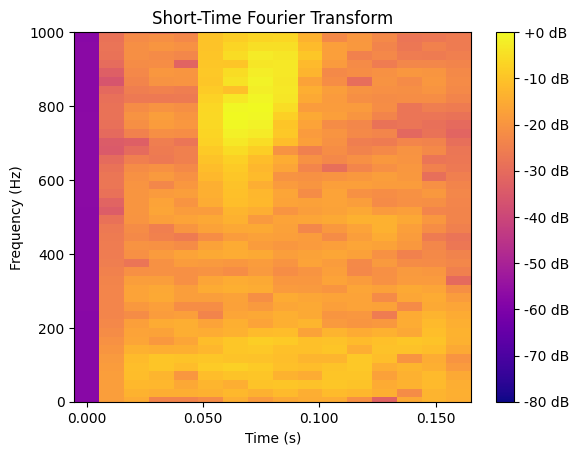 Short-Time Fourier Transform
Frequency (Hz)
1000
800
600
400
200
0
0.000
0.050
0.100
0.150
Time (s)
+0 dB
-10 dB
-20 dB
-30 dB
-40 dB
-50 dB
-60 dB
-70 dB
-80 dB